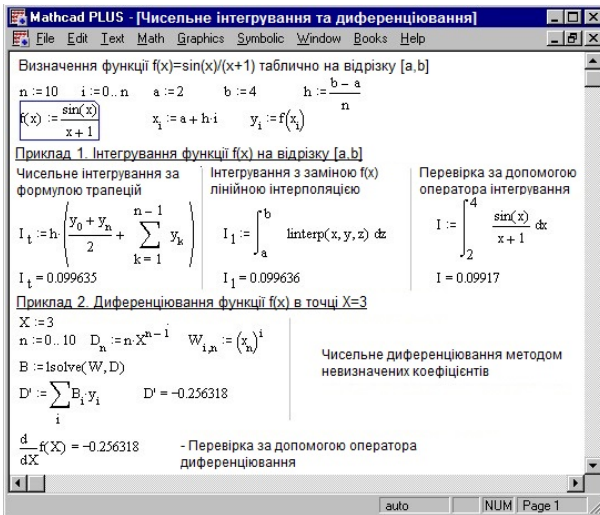 Mathcad PLUS - [Чисельне інтегрування та диференціювання]
File Edit Text Math Graphics Symbolic Window Books Help
Визначення функції f(x)=sin(x)/(x+1) таблично на відрізку [a,b]
n := 10 i := 0.. n a := 2 b := 4 h := (b − a)/n
f(x) := sin(x)/(x + 1) x_i := a + h·i y_i := f(x_i)
Приклад 1. Інтегрування функції f(x) на відрізку [a,b]
Чисельне інтегрування за формулою трапецій
I_t := h·((y_0 + y_n)/2 + ∑_{k = 1}^{n − 1} y_k)
I_t = 0.099635
Інтегрування з заміною f(x) лінійною інтерполяцією
I_1 := ∫_a^b linterp(x, y, z) dz
I_1 = 0.099636
Перевірка за допомогою оператора інтегрування
I := ∫_2^4 sin(x)/(x + 1) dx
I = 0.09917
Приклад 2. Диференціювання функції f(x) в точці X=3
X := 3
n := 0.. 10 D_n := n·X^{n − 1} W_{i,n} := (x_n)^i
B := lsolve(W, D)
D' := ∑_i B_i·y_i D' = −0.256318
Чисельне диференціювання методом
невизначених коефіцієнтів
d/dX f(X) = −0.256318 - Перевірка за допомогою оператора
диференціювання
auto NUM Page 1